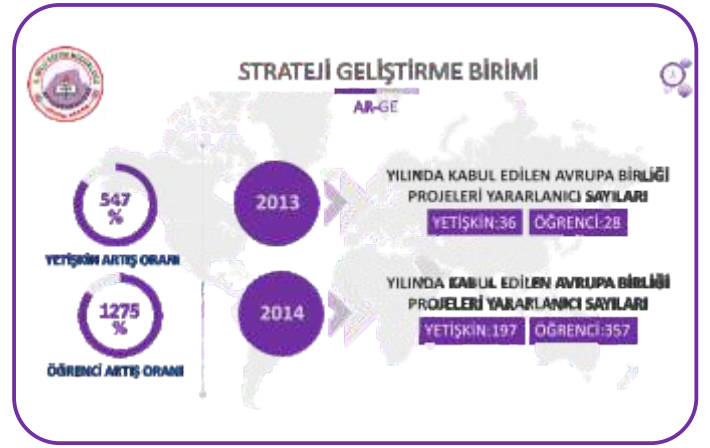 STRATEJİ GELİŞTİRME BİRİMİ
AR-GE
547
%
YETİŞKİN ARTIŞ ORANI
1275
%
ÖĞRENCİ ARTIŞ ORANI
2013
YILINDA KABUL EDİLEN AVRUPA BİRLİĞİ
PROJELERİ YARARLANICI SAYILARI
YETİŞKİN:36 ÖĞRENCİ:28
2014
YILINDA KABUL EDİLEN AVRUPA BİRLİĞİ
PROJELERİ YARARLANICI SAYILARI
YETİŞKİN:197 ÖĞRENCİ:357